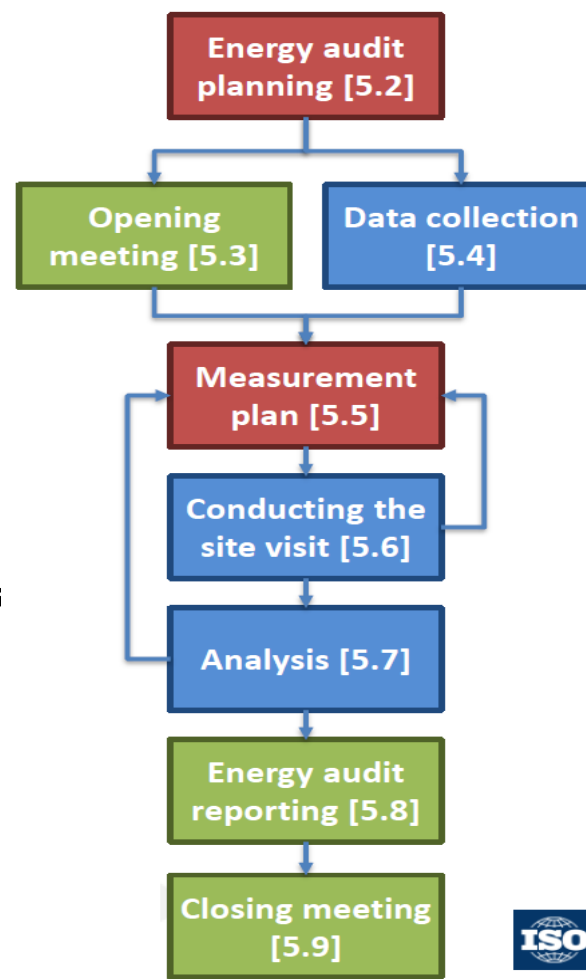 Energy audit
planning [5.2]
Opening
meeting [5.3]
Data collection
[5.4]
Measurement
plan [5.5]
Conducting the
site visit [5.6]
Analysis [5.7]
Energy audit
reporting [5.8]
Closing meeting
[5.9]
ISO